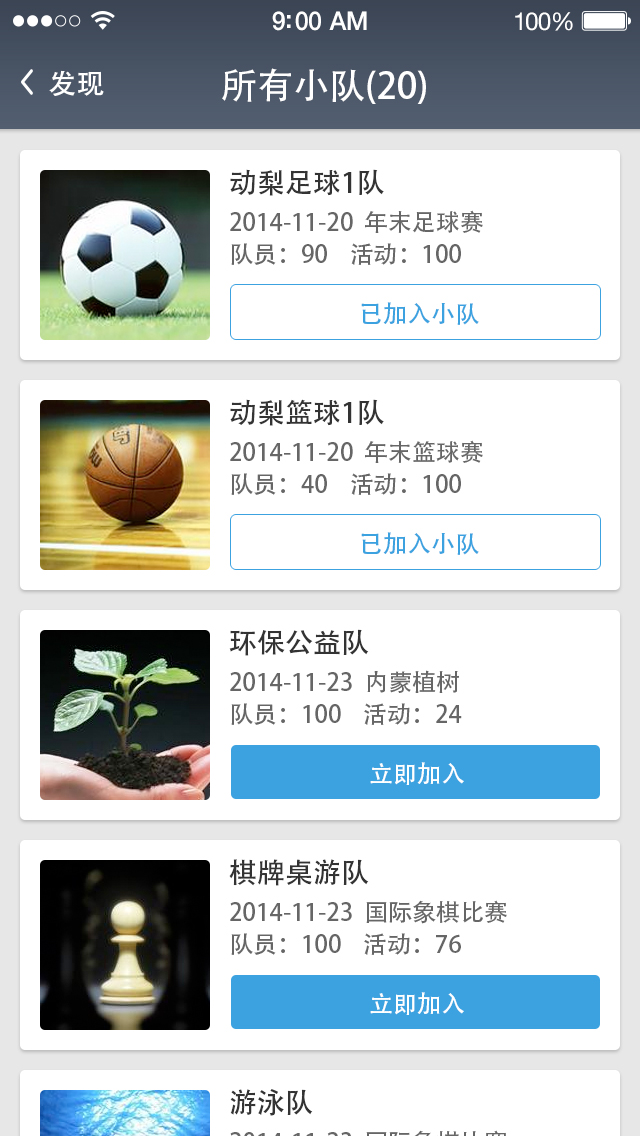 9:00 AM 100%
发现 所有小队(20)
动梨足球1队
2014-11-20 年末足球赛
队员：90 活动：100
已加入小队
动梨篮球1队
2014-11-20 年末篮球赛
队员：40 活动：100
已加入小队
环保公益队
2014-11-23 内蒙植树
队员：100 活动：24
立即加入
棋牌桌游队
2014-11-23 国际象棋比赛
队员：100 活动：76
立即加入
游泳队